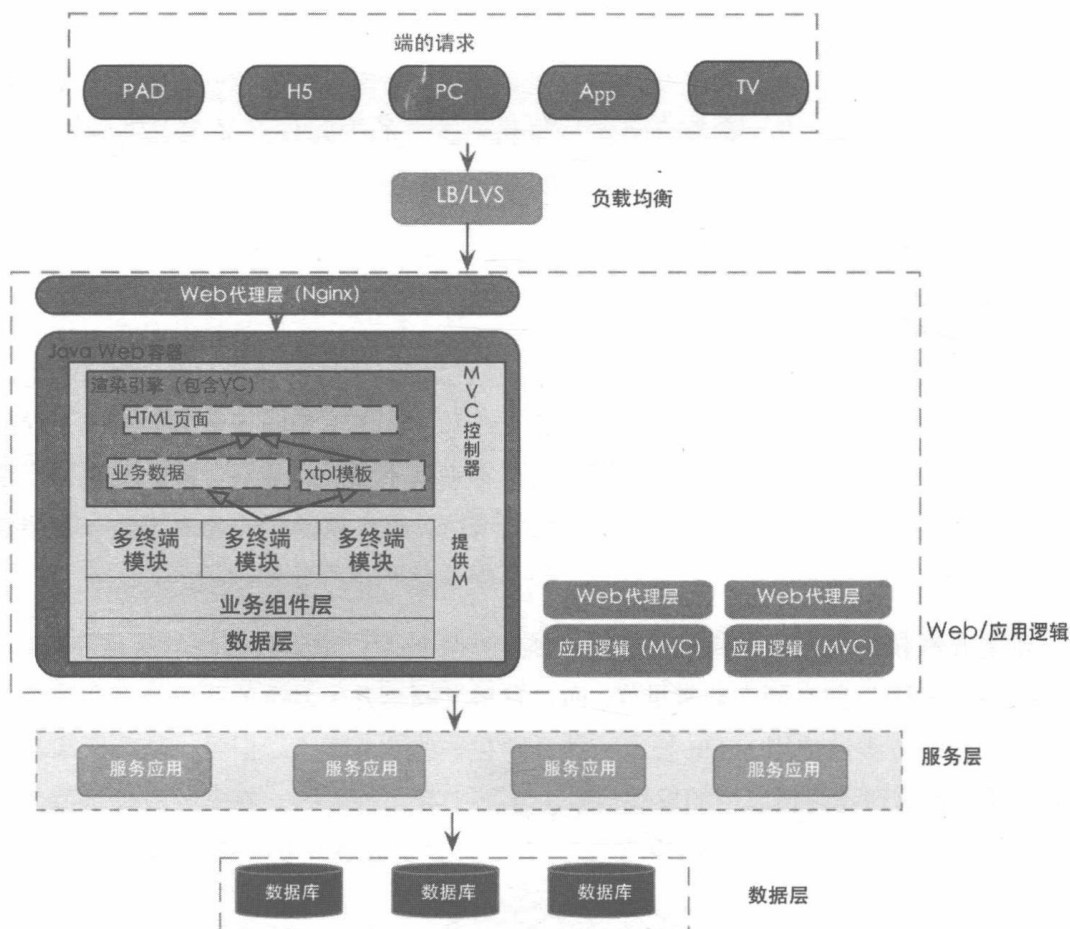 端的请求
PAD
H5
PC
App
TV
LB/LVS
负载均衡
Web代理层（Nginx）
Java Web容器
渲染引擎（包含VC）
HTML页面
业务数据
xtpl模板
MVC控制器
多终端
模块
多终端
模块
多终端
模块
提供M
业务组件层
数据层
Web代理层
Web代理层
应用逻辑（MVC）
应用逻辑（MVC）
Web/应用逻辑
服务应用
服务应用
服务应用
服务应用
服务层
数据库
数据库
数据库
数据层